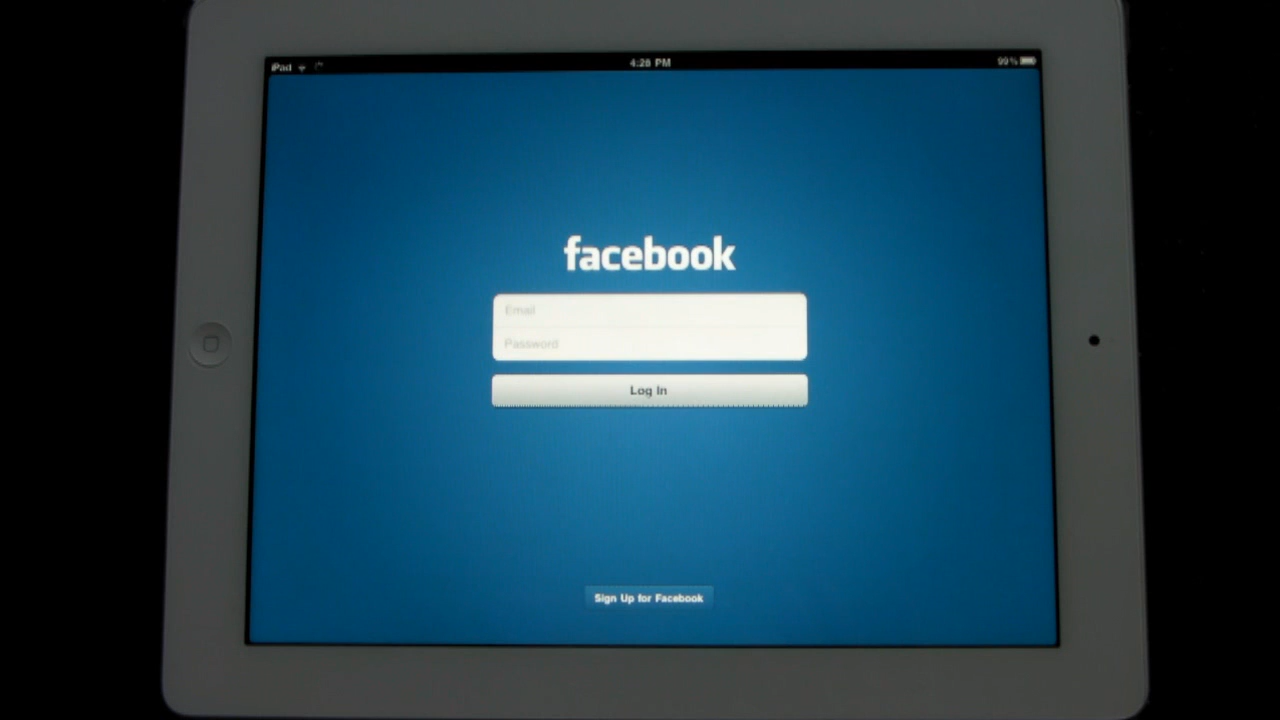 iPad 4:28 PM 99%
facebook
Email
Password
Log In
Sign Up for Facebook